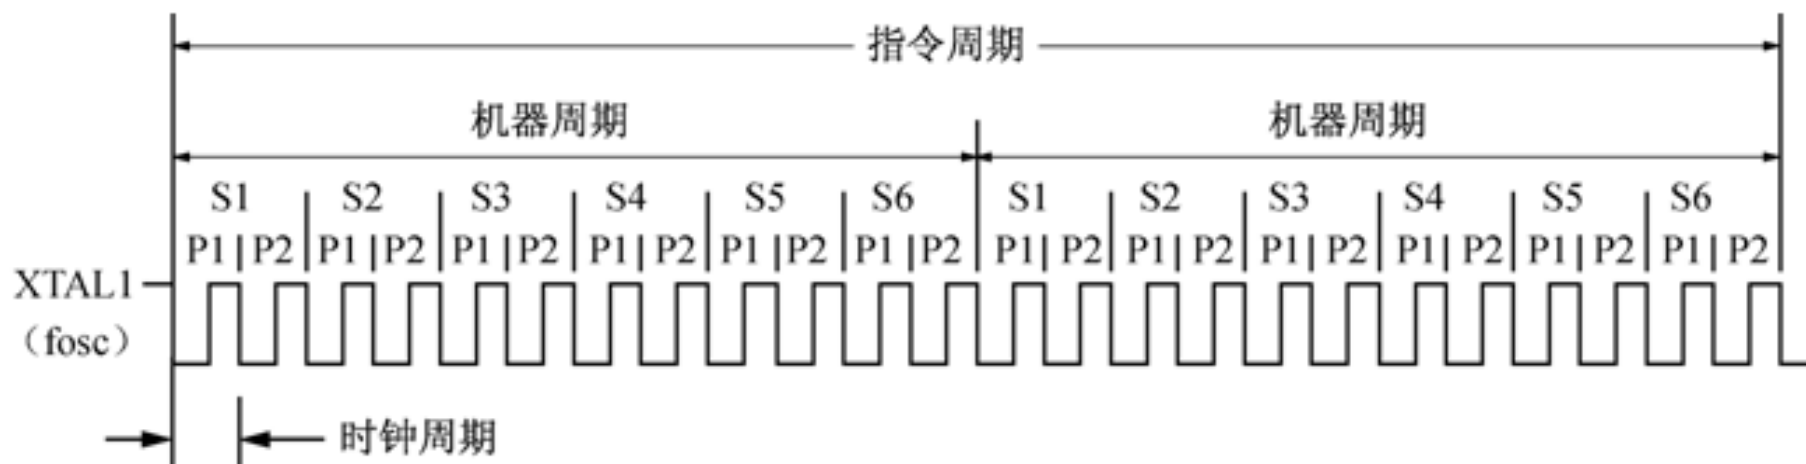 指令周期
机器周期 机器周期
S1 S2 S3 S4 S5 S6 S1 S2 S3 S4 S5 S6
P1 P2 P1 P2 P1 P2 P1 P2 P1 P2 P1 P2 P1 P2 P1 P2 P1 P2 P1 P2 P1 P2 P1 P2
XTAL1
（fosc）
时钟周期